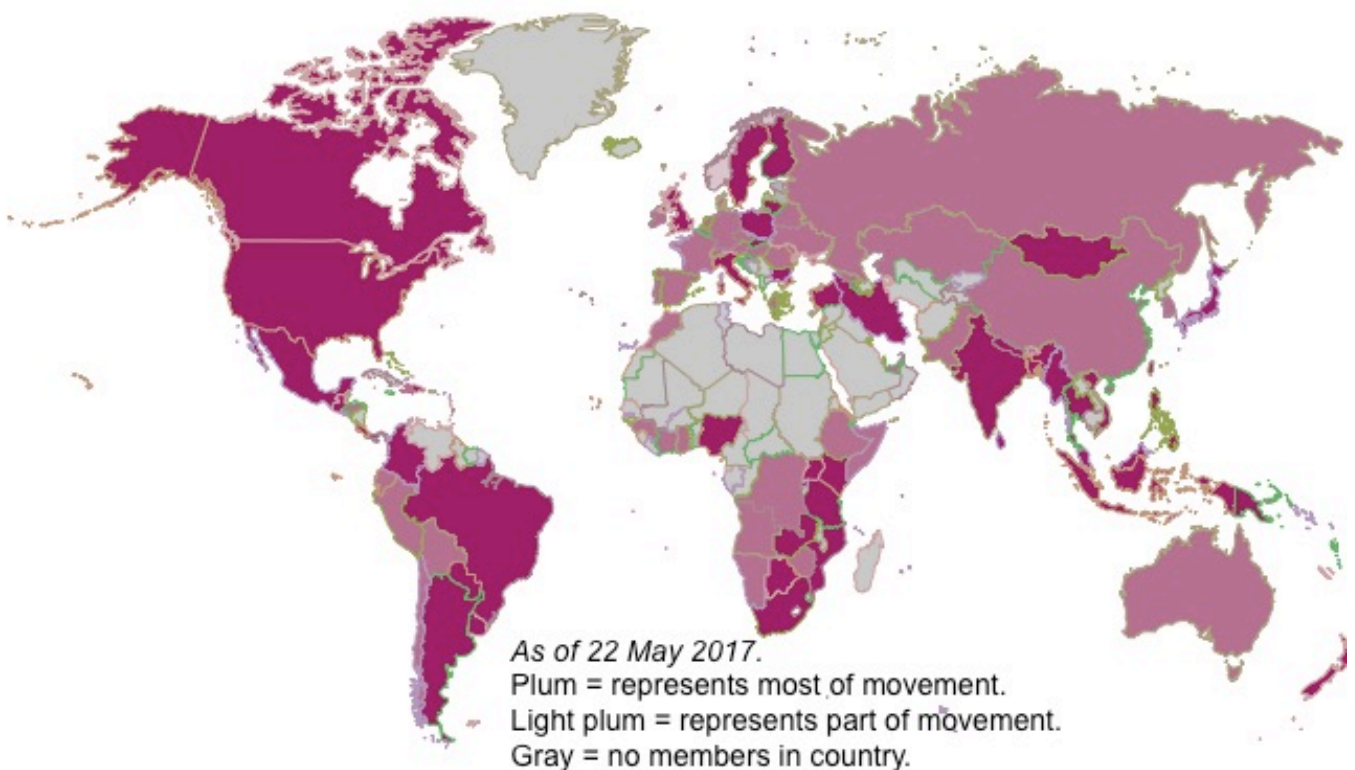 As of 22 May 2017.
Plum = represents most of movement.
Light plum = represents part of movement.
Gray = no members in country.